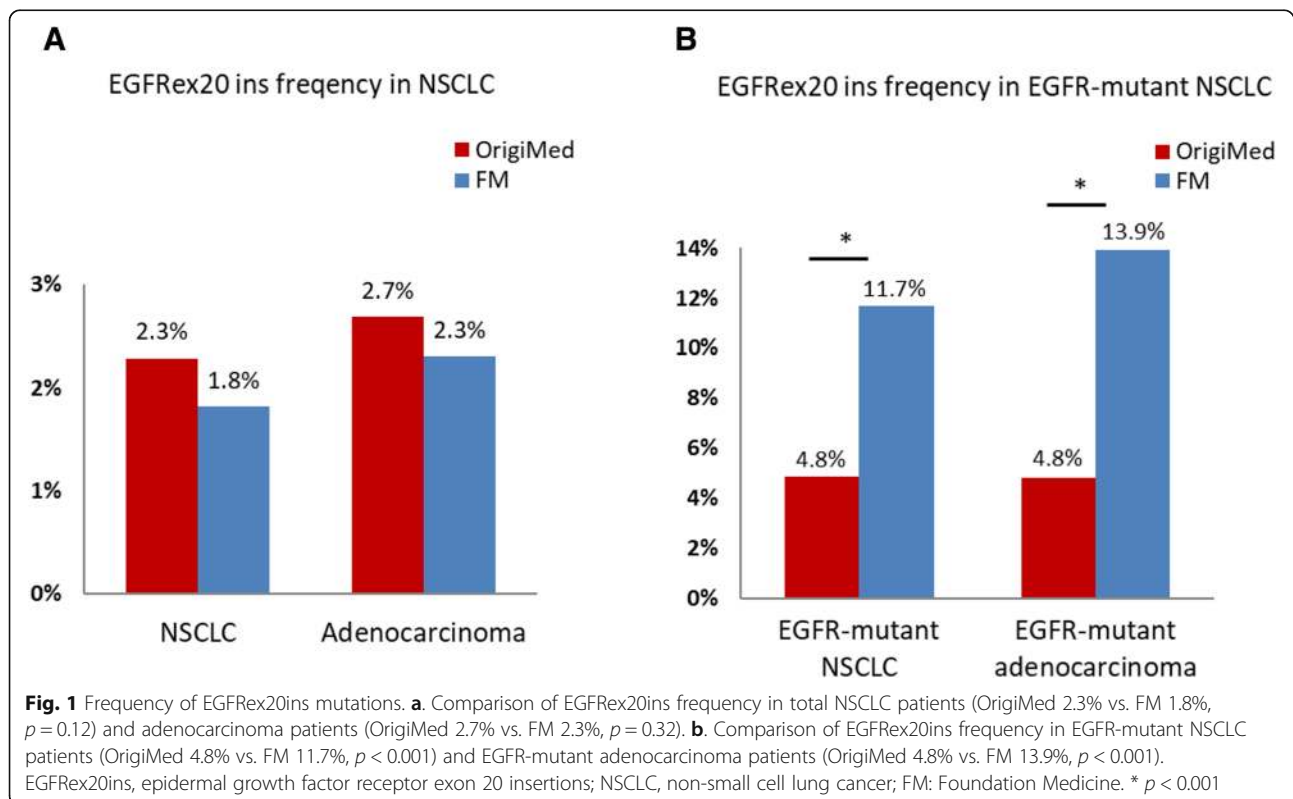 A
EGFRex20 ins freqency in NSCLC
OrigiMed
FM
3%
2%
1%
0%
2.3%
1.8%
2.7%
2.3%
NSCLC
Adenocarcinoma
B
EGFRex20 ins freqency in EGFR-mutant NSCLC
OrigiMed
FM
14%
12%
10%
8%
6%
4%
2%
0%
*
*
4.8%
11.7%
4.8%
13.9%
EGFR-mutant
NSCLC
EGFR-mutant
adenocarcinoma
Fig. 1 Frequency of EGFRex20ins mutations. a. Comparison of EGFRex20ins frequency in total NSCLC patients (OrigiMed 2.3% vs. FM 1.8%,
p = 0.12) and adenocarcinoma patients (OrigiMed 2.7% vs. FM 2.3%, p = 0.32). b. Comparison of EGFRex20ins frequency in EGFR-mutant NSCLC
patients (OrigiMed 4.8% vs. FM 11.7%, p < 0.001) and EGFR-mutant adenocarcinoma patients (OrigiMed 4.8% vs. FM 13.9%, p < 0.001).
EGFRex20ins, epidermal growth factor receptor exon 20 insertions; NSCLC, non-small cell lung cancer; FM: Foundation Medicine. * p < 0.001